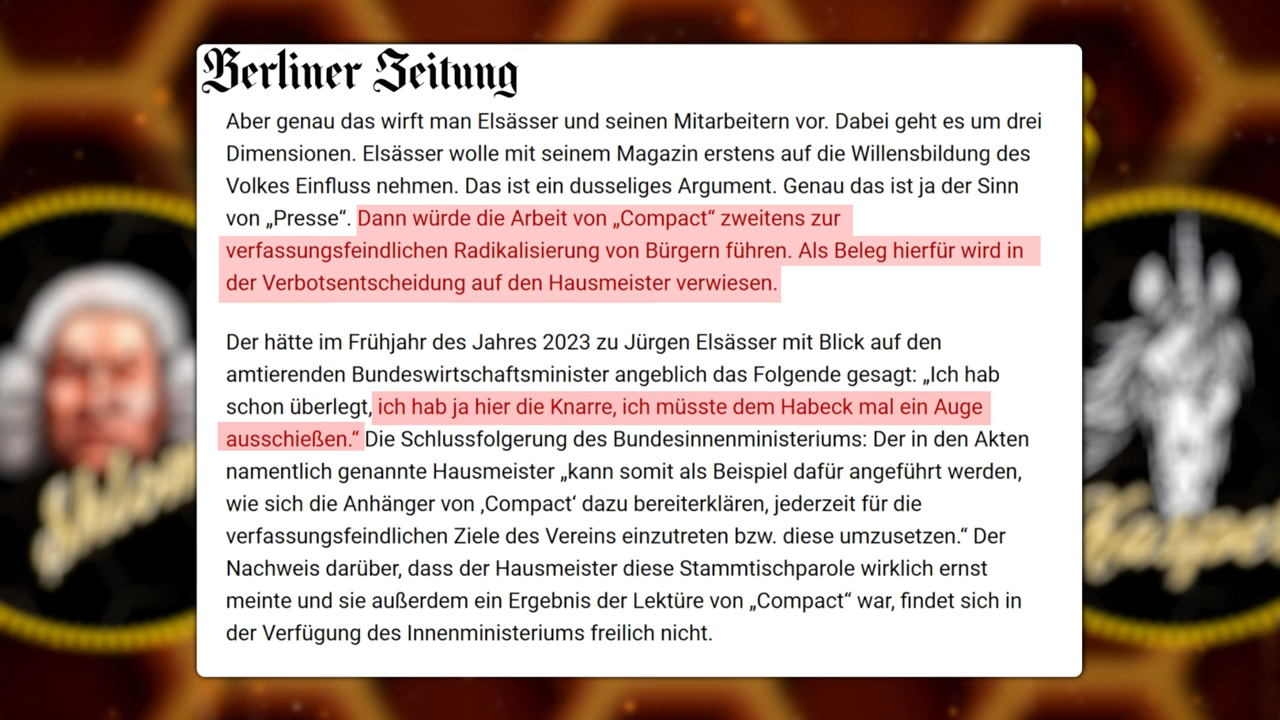 Berliner Zeitung
Aber genau das wirft man Elsässer und seinen Mitarbeitern vor. Dabei geht es um drei
Dimensionen. Elsässer wolle mit seinem Magazin erstens auf die Willensbildung des
Volkes Einfluss nehmen. Das ist ein dusseliges Argument. Genau das ist ja der Sinn
von „Presse“. Dann würde die Arbeit von „Compact“ zweitens zur
verfassungsfeindlichen Radikalisierung von Bürgern führen. Als Beleg hierfür wird in
der Verbotsentscheidung auf den Hausmeister verwiesen.
Der hätte im Frühjahr des Jahres 2023 zu Jürgen Elsässer mit Blick auf den
amtierenden Bundeswirtschaftsminister angeblich das Folgende gesagt: „Ich hab
schon überlegt, ich hab ja hier die Knarre, ich müsste dem Habeck mal ein Auge
ausschießen.“ Die Schlussfolgerung des Bundesinnenministeriums: Der in den Akten
namentlich genannte Hausmeister „kann somit als Beispiel dafür angeführt werden,
wie sich die Anhänger von ‚Compact‘ dazu bereiterklären, jederzeit für die
verfassungsfeindlichen Ziele des Vereins einzutreten bzw. diese umzusetzen.“ Der
Nachweis darüber, dass der Hausmeister diese Stammtischparole wirklich ernst
meinte und sie außerdem ein Ergebnis der Lektüre von „Compact“ war, findet sich in
der Verfügung des Innenministeriums freilich nicht.